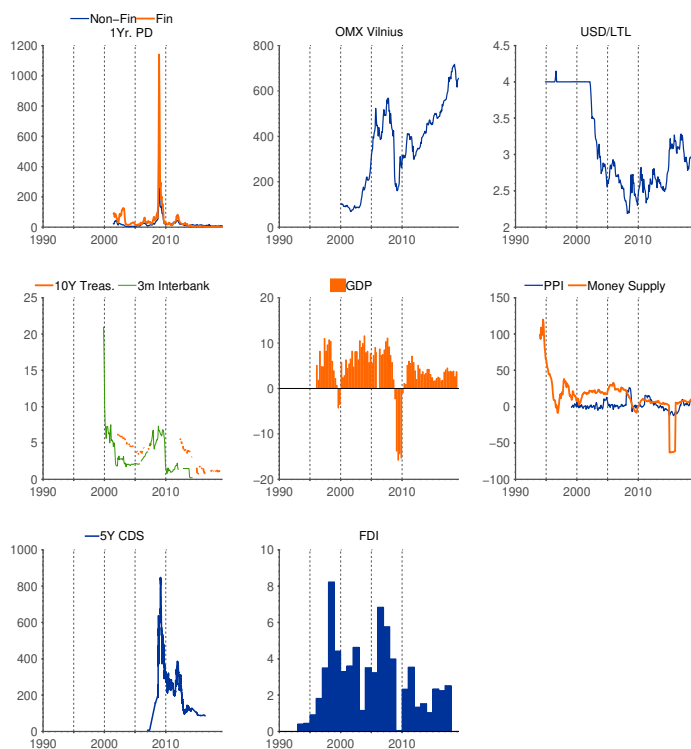 Non-Fin Fin
1Yr. PD
1200
1000
800
600
400
200
0
1990 2000 2010
OMX Vilnius
800
600
400
200
0
1990 2000 2010
USD/LTL
4.5
4
3.5
3
2.5
2
1990 2000 2010
10Y Treas. 3m Interbank
25
20
15
10
5
0
1990 2000 2010
GDP
20
10
0
−10
−20
1990 2000 2010
PPI Money Supply
150
100
50
0
−50
−100
1990 2000 2010
5Y CDS
1000
800
600
400
200
0
1990 2000 2010
FDI
10
8
6
4
2
0
1990 2000 2010